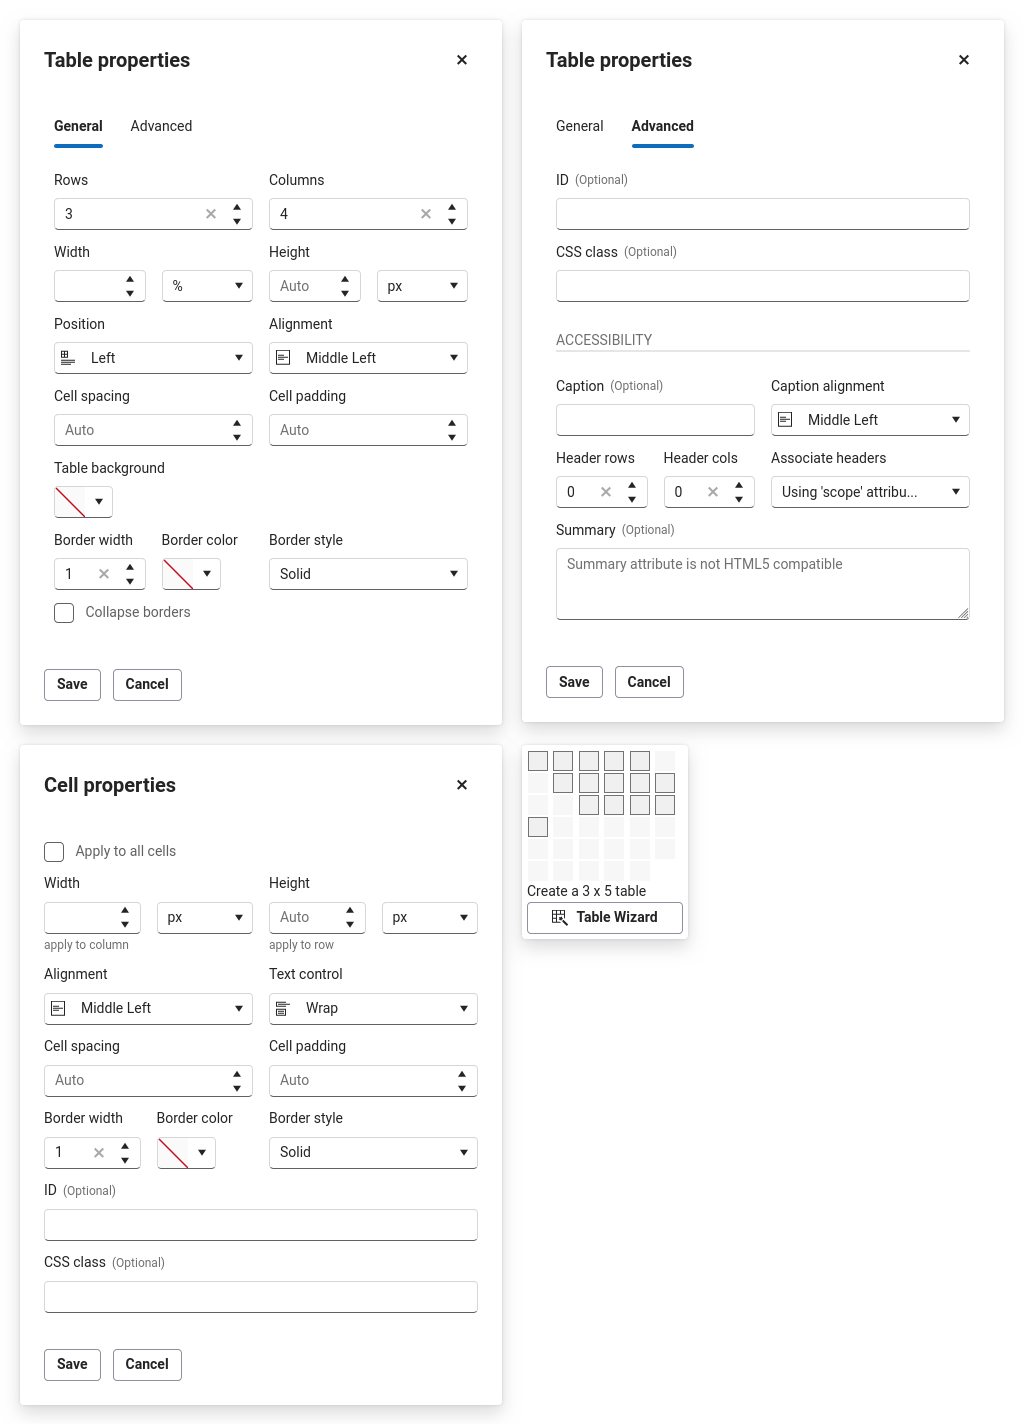 Table properties
General Advanced
Rows Columns
3 4
Width Height
% Auto px
Position Alignment
Left Middle Left
Cell spacing Cell padding
Auto Auto
Table background
Border width Border color Border style
1 Solid
Collapse borders
Save Cancel
Table properties
General Advanced
ID (Optional)
CSS class (Optional)
ACCESSIBILITY
Caption (Optional) Caption alignment
Middle Left
Header rows Header cols Associate headers
0 0 Using 'scope' attribu...
Summary (Optional)
Summary attribute is not HTML5 compatible
Save Cancel
Cell properties
Apply to all cells
Width Height
px Auto px
apply to column apply to row
Alignment Text control
Middle Left Wrap
Cell spacing Cell padding
Auto Auto
Border width Border color Border style
1 Solid
ID (Optional)
CSS class (Optional)
Save Cancel
Create a 3 x 5 table
Table Wizard